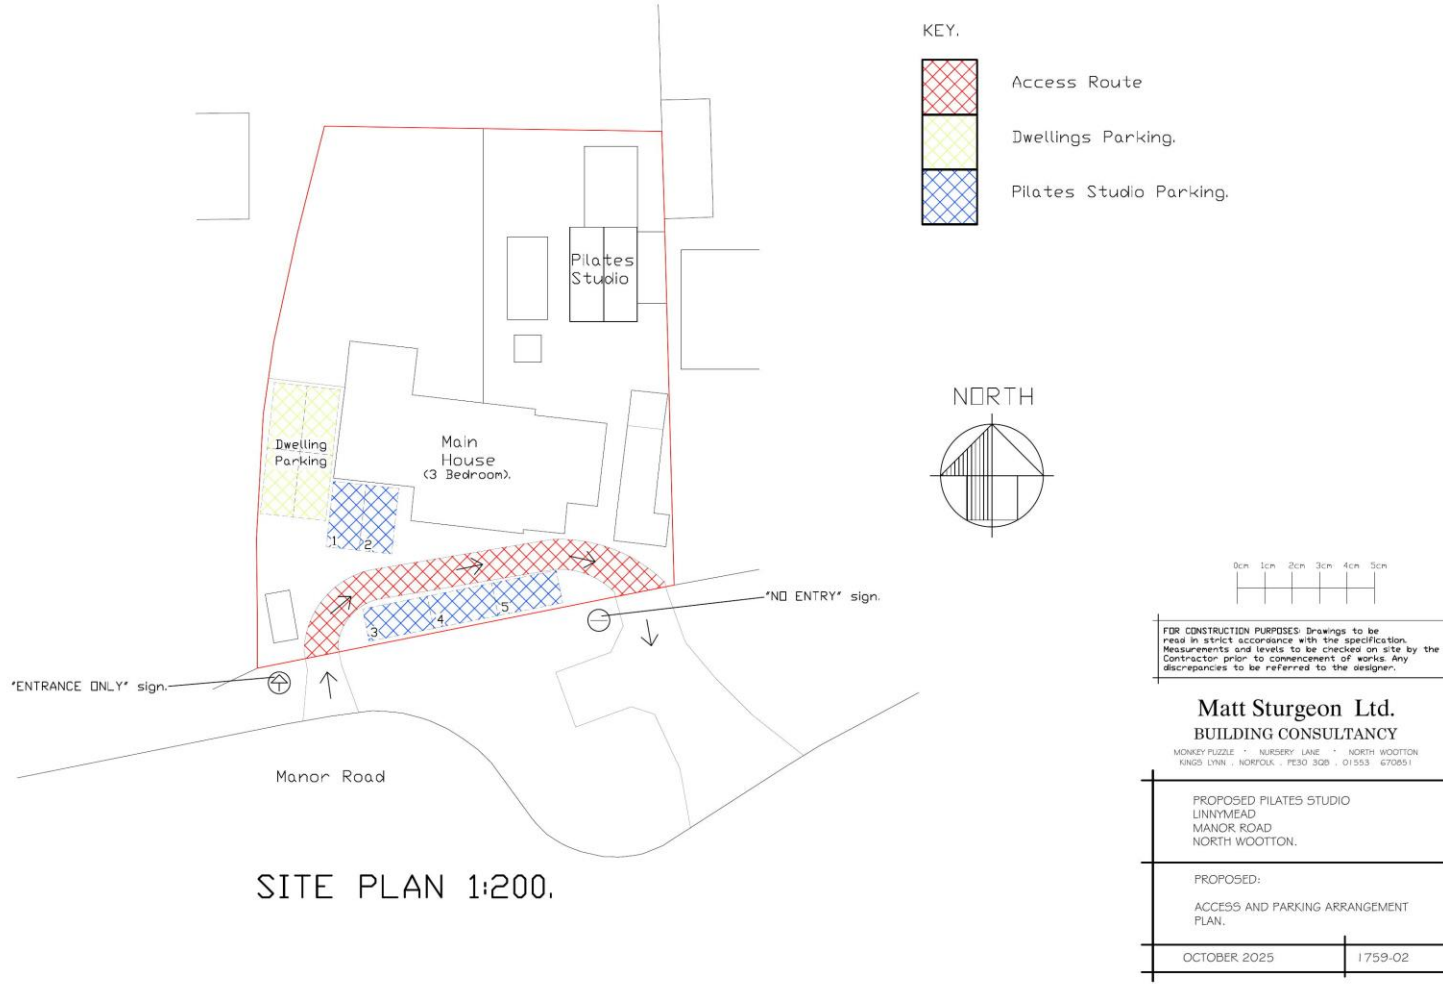 KEY.
Access Route
Dwellings Parking.
Pilates Studio Parking.
Pilates
Studio
NORTH
Dwelling
Parking
Main
House
(3 Bedroom).
1
2
3
4
5
"NO ENTRY" sign.
"ENTRANCE ONLY" sign.
Manor Road
SITE PLAN 1:200.
0cm 1cm 2cm 3cm 4cm 5cm
FOR CONSTRUCTION PURPOSES: Drawings to be
read in strict accordance with the specification.
Measurements and levels to be checked on site by the
Contractor prior to commencement of works. Any
discrepancies to be referred to the designer.
Matt Sturgeon Ltd.
BUILDING CONSULTANCY
MONKEY PUZZLE · NURSERY LANE · NORTH WOOTTON
KINGS LYNN . NORFOLK . PE30 3QB . 01553 670851
PROPOSED PILATES STUDIO
LINNYMEAD
MANOR ROAD
NORTH WOOTTON.
PROPOSED:
ACCESS AND PARKING ARRANGEMENT
PLAN.
OCTOBER 2025
1759-02